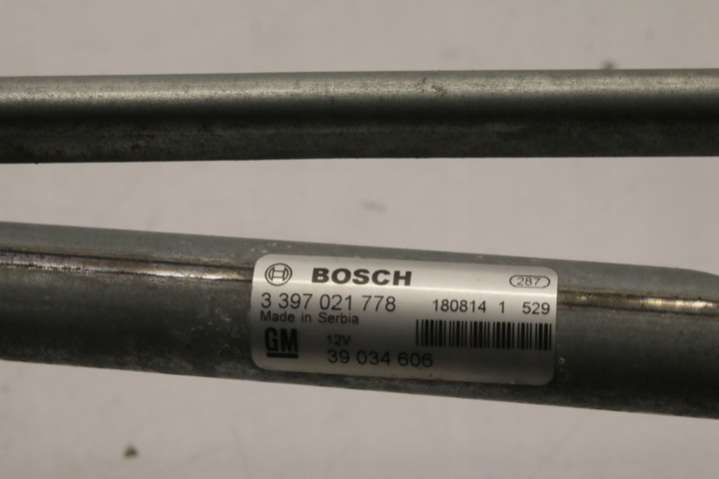 BOSCH 287
3 397 021 778 180814 1 529
Made in Serbia
GM 12V
39 034 606